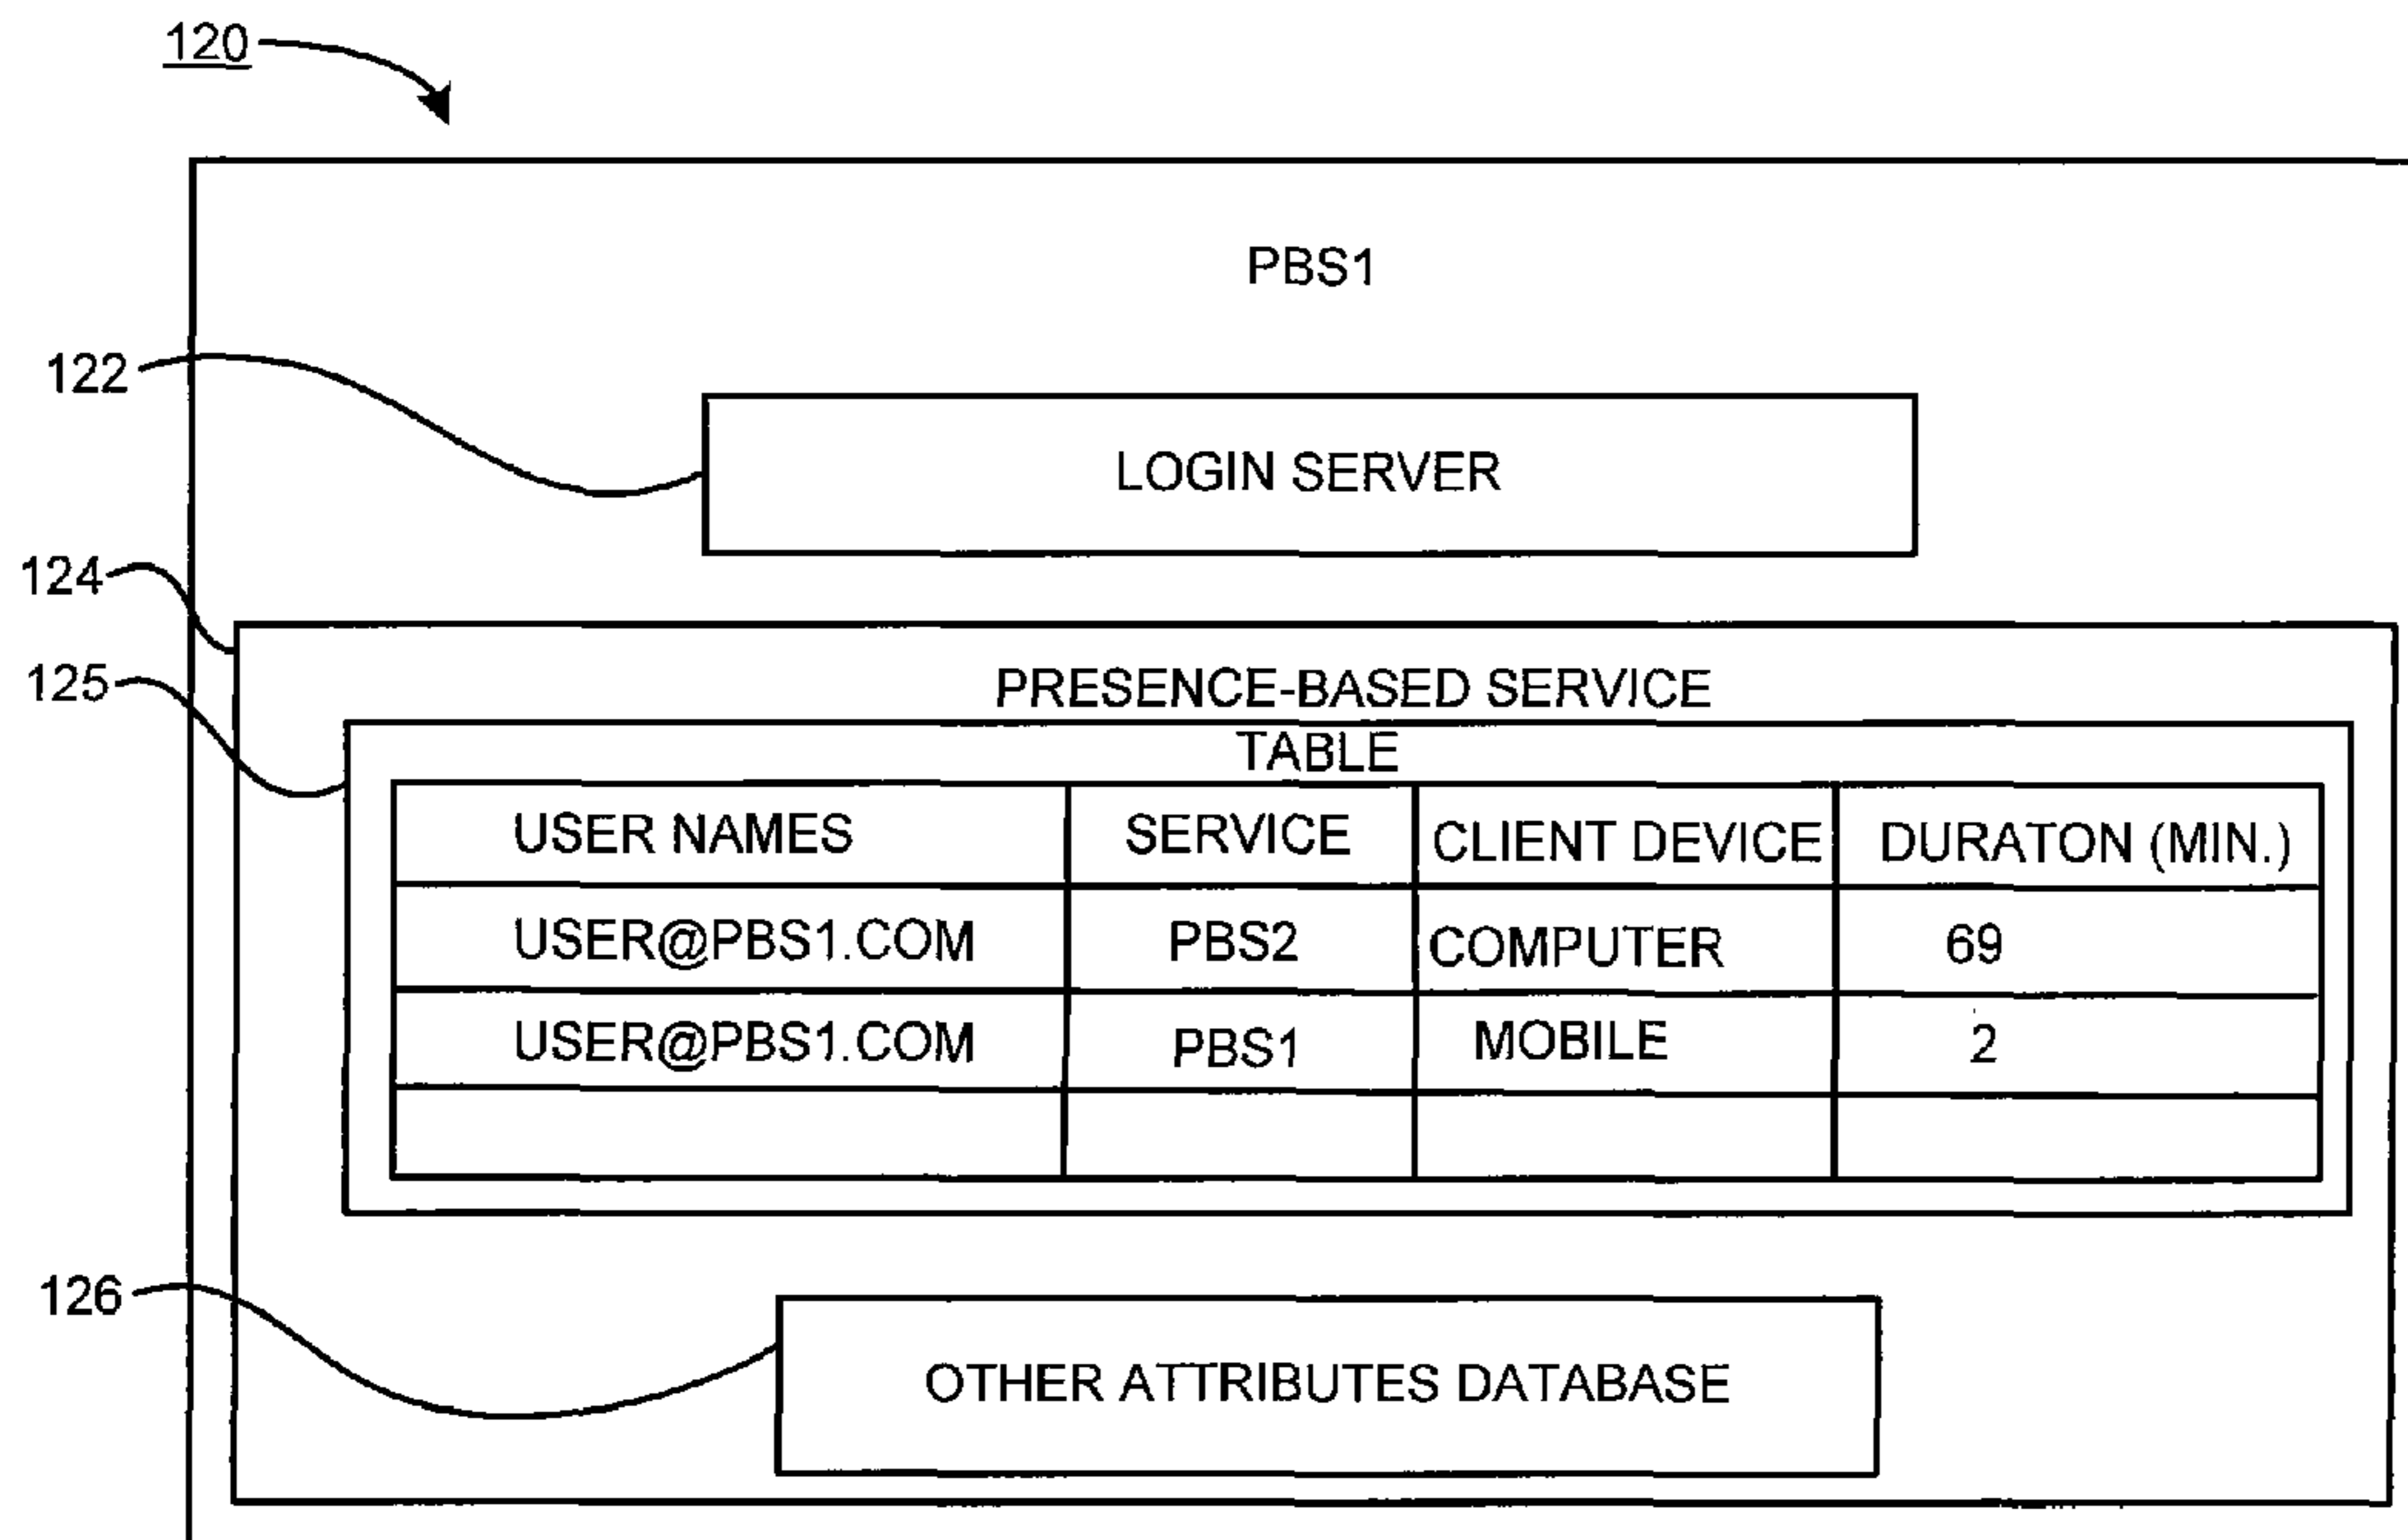 120
PBS1
122
LOGIN SERVER
124
PRESENCE-BASED SERVICE
125
TABLE
USER NAMES SERVICE CLIENT DEVICE DURATON (MIN.)
USER@PBS1.COM PBS2 COMPUTER 69
USER@PBS1.COM PBS1 MOBILE 2
126
OTHER ATTRIBUTES DATABASE